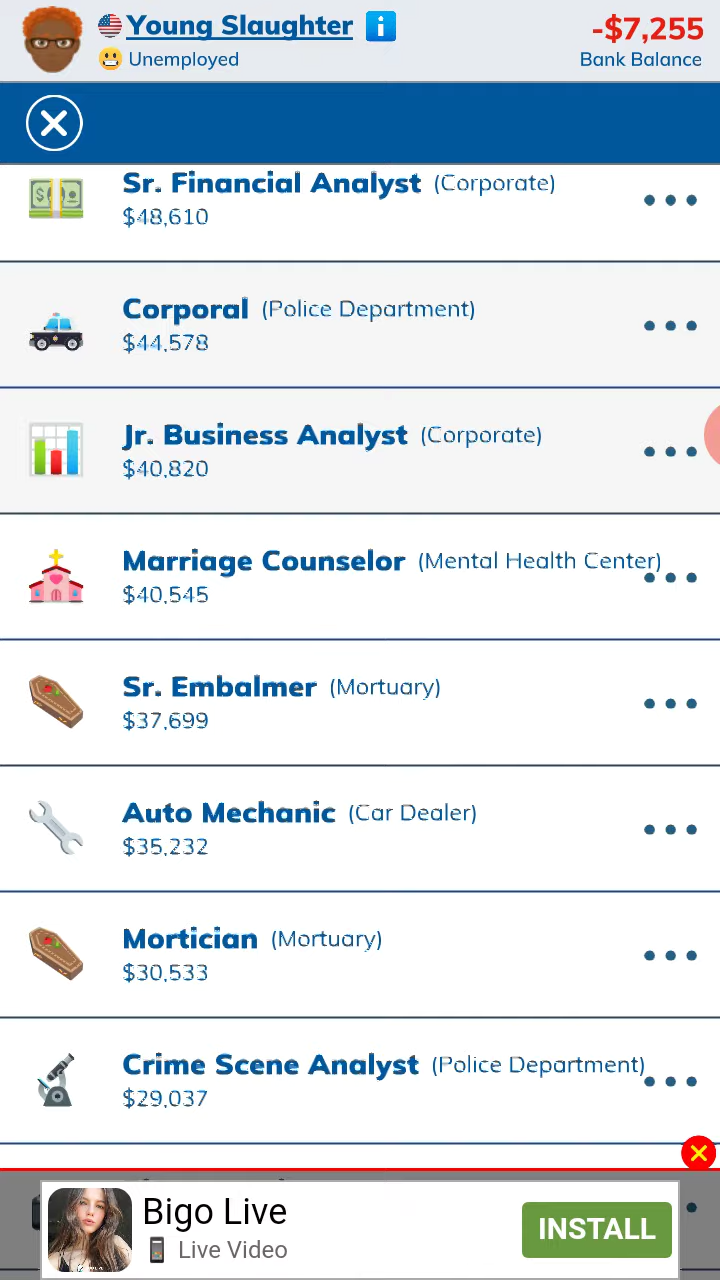 Young Slaughter i
-$7,255
Unemployed
Bank Balance
Sr. Financial Analyst (Corporate)
$48,610
Corporal (Police Department)
$44,578
Jr. Business Analyst (Corporate)
$40,820
Marriage Counselor (Mental Health Center)
$40,545
Sr. Embalmer (Mortuary)
$37,699
Auto Mechanic (Car Dealer)
$35,232
Mortician (Mortuary)
$30,533
Crime Scene Analyst (Police Department)
$29,037
Bigo Live
Live Video
INSTALL